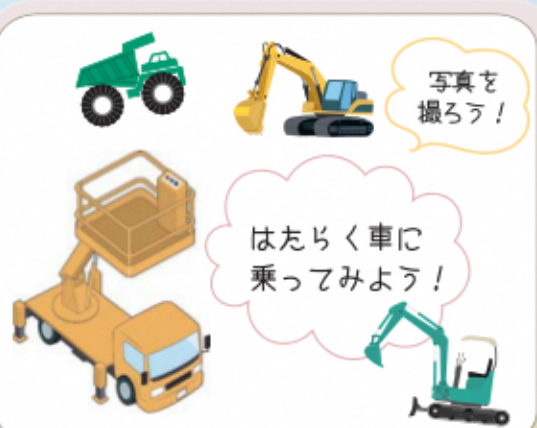 写真を
撮ろう！
はたらく車に
乗ってみよう！